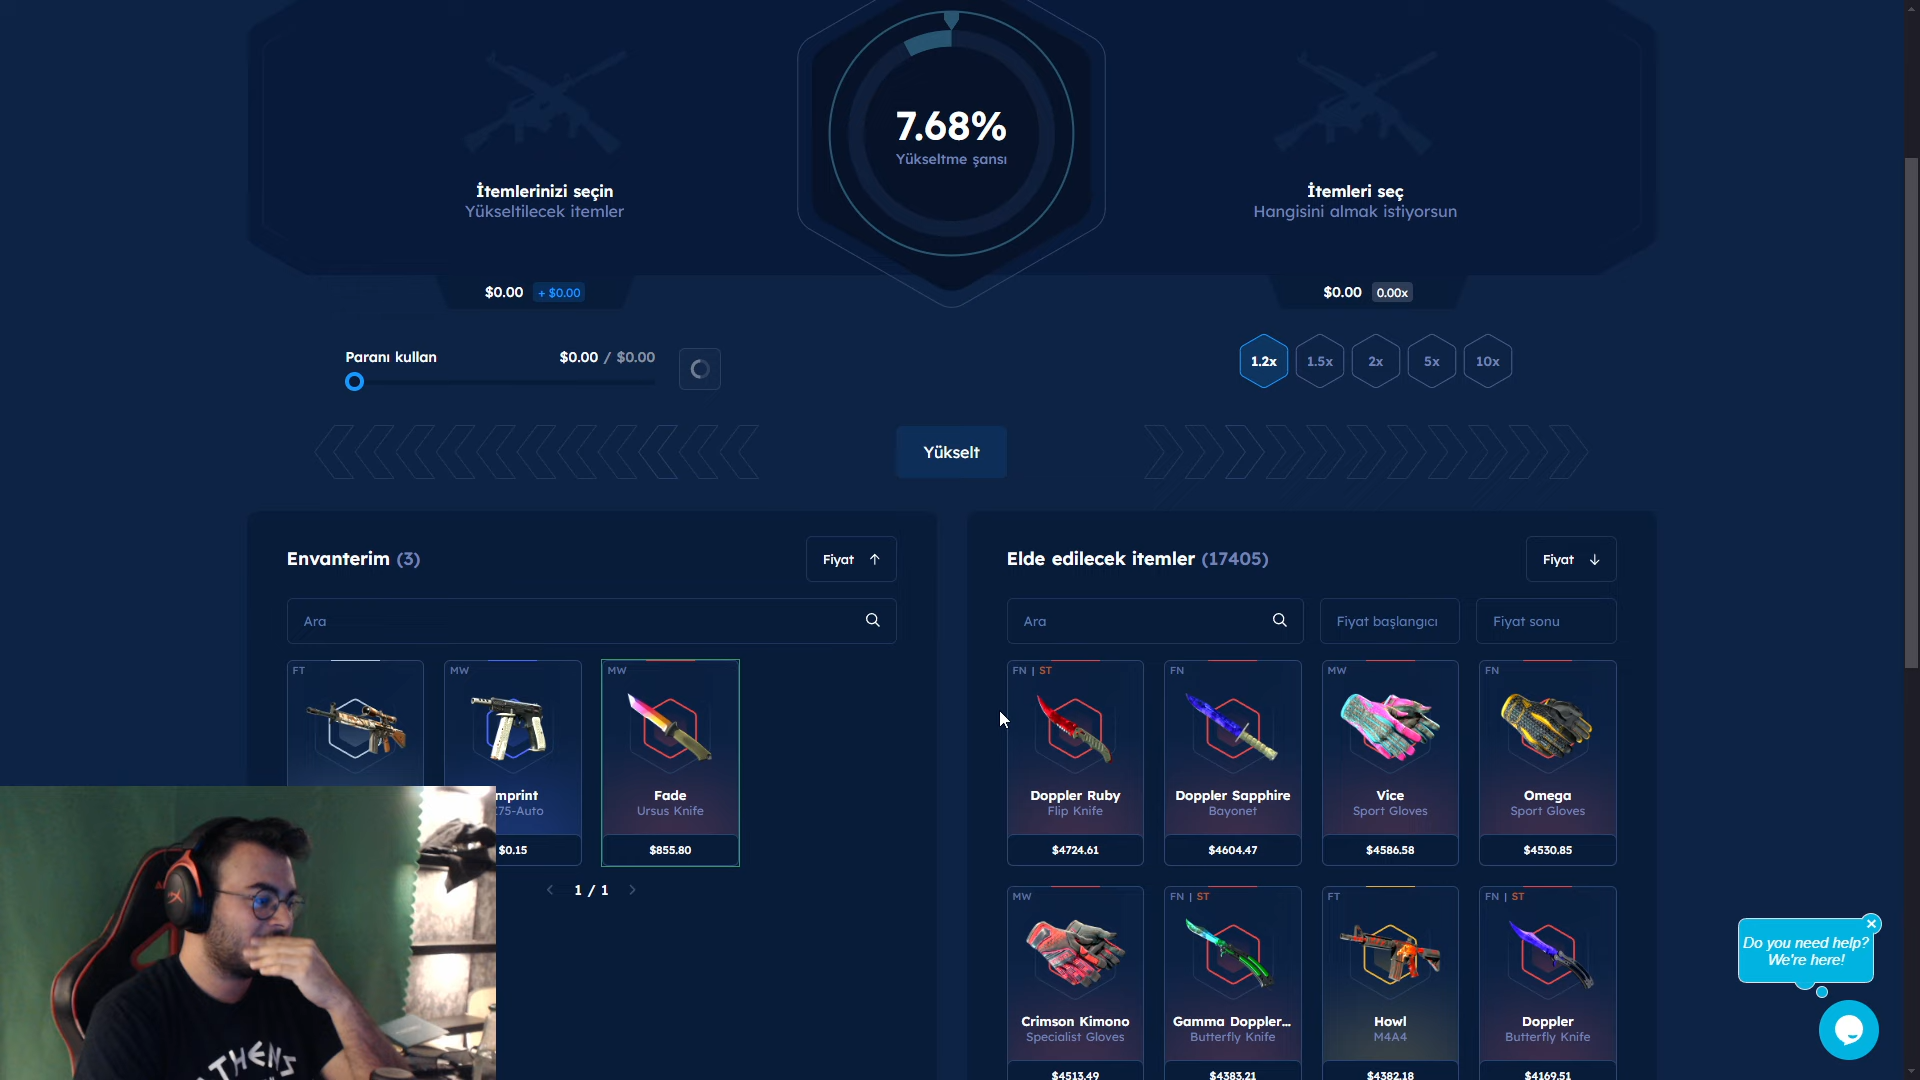 7.68%
Yükseltme şansı
İtemlerinizi seçin
Yükseltilecek itemler
İtemleri seç
Hangisini almak istiyorsun
$0.00 + $0.00
$0.00 0.00x
Paranı kullan $0.00 / $0.00
1.2x 1.5x 2x 5x 10x
Yükselt
Envanterim (3)
Fiyat
Elde edilecek itemler (17405)
Fiyat
Ara
Ara
Fiyat başlangıcı
Fiyat sonu
FT
MW
MW
mprint
75-Auto
$0.15
Fade
Ursus Knife
$855.80
1 / 1
FN | ST
Doppler Ruby
Flip Knife
$4724.61
FN
Doppler Sapphire
Bayonet
$4604.47
MW
Vice
Sport Gloves
$4586.58
FN
Omega
Sport Gloves
$4530.85
MW
Crimson Kimono
Specialist Gloves
$4513.49
FN | ST
Gamma Doppler...
Butterfly Knife
$4383.21
FT
Howl
M4A4
$4382.18
FN | ST
Doppler
Butterfly Knife
$4169.51
Do you need help?
We're here!
ATHENS